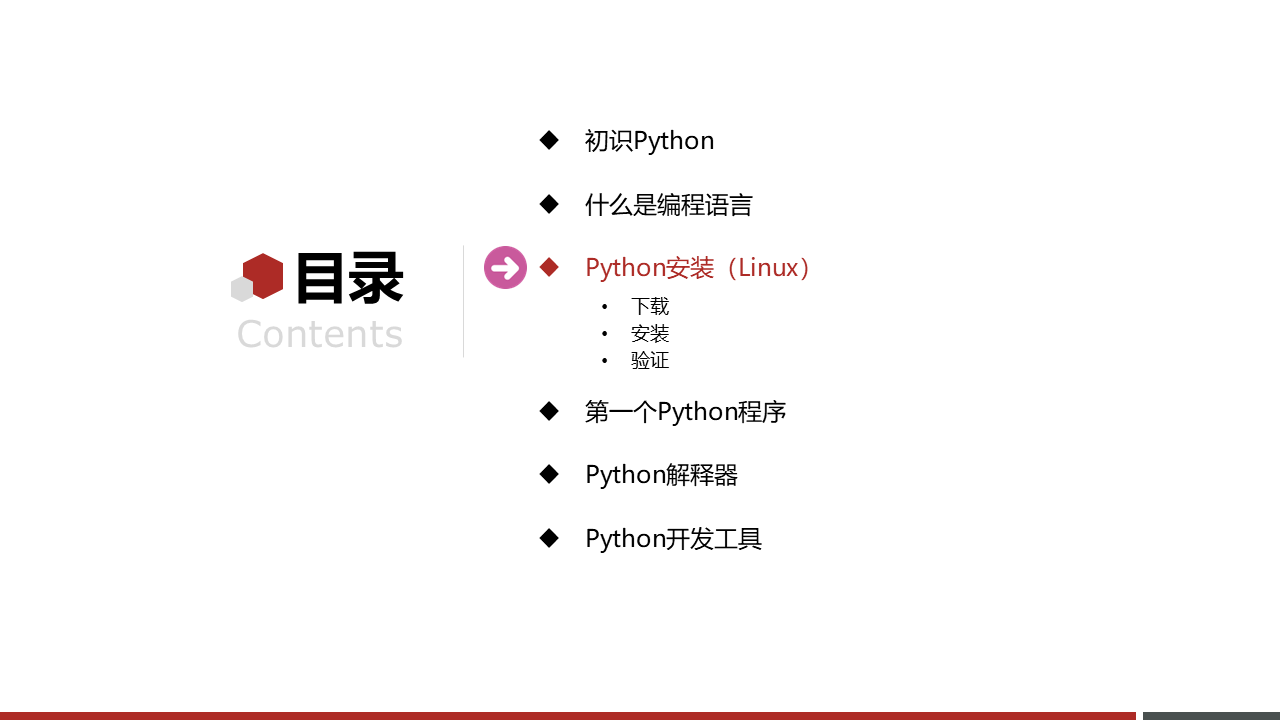 目录
Contents
初识Python
什么是编程语言
Python安装（Linux）
下载
安装
验证
第一个Python程序
Python解释器
Python开发工具